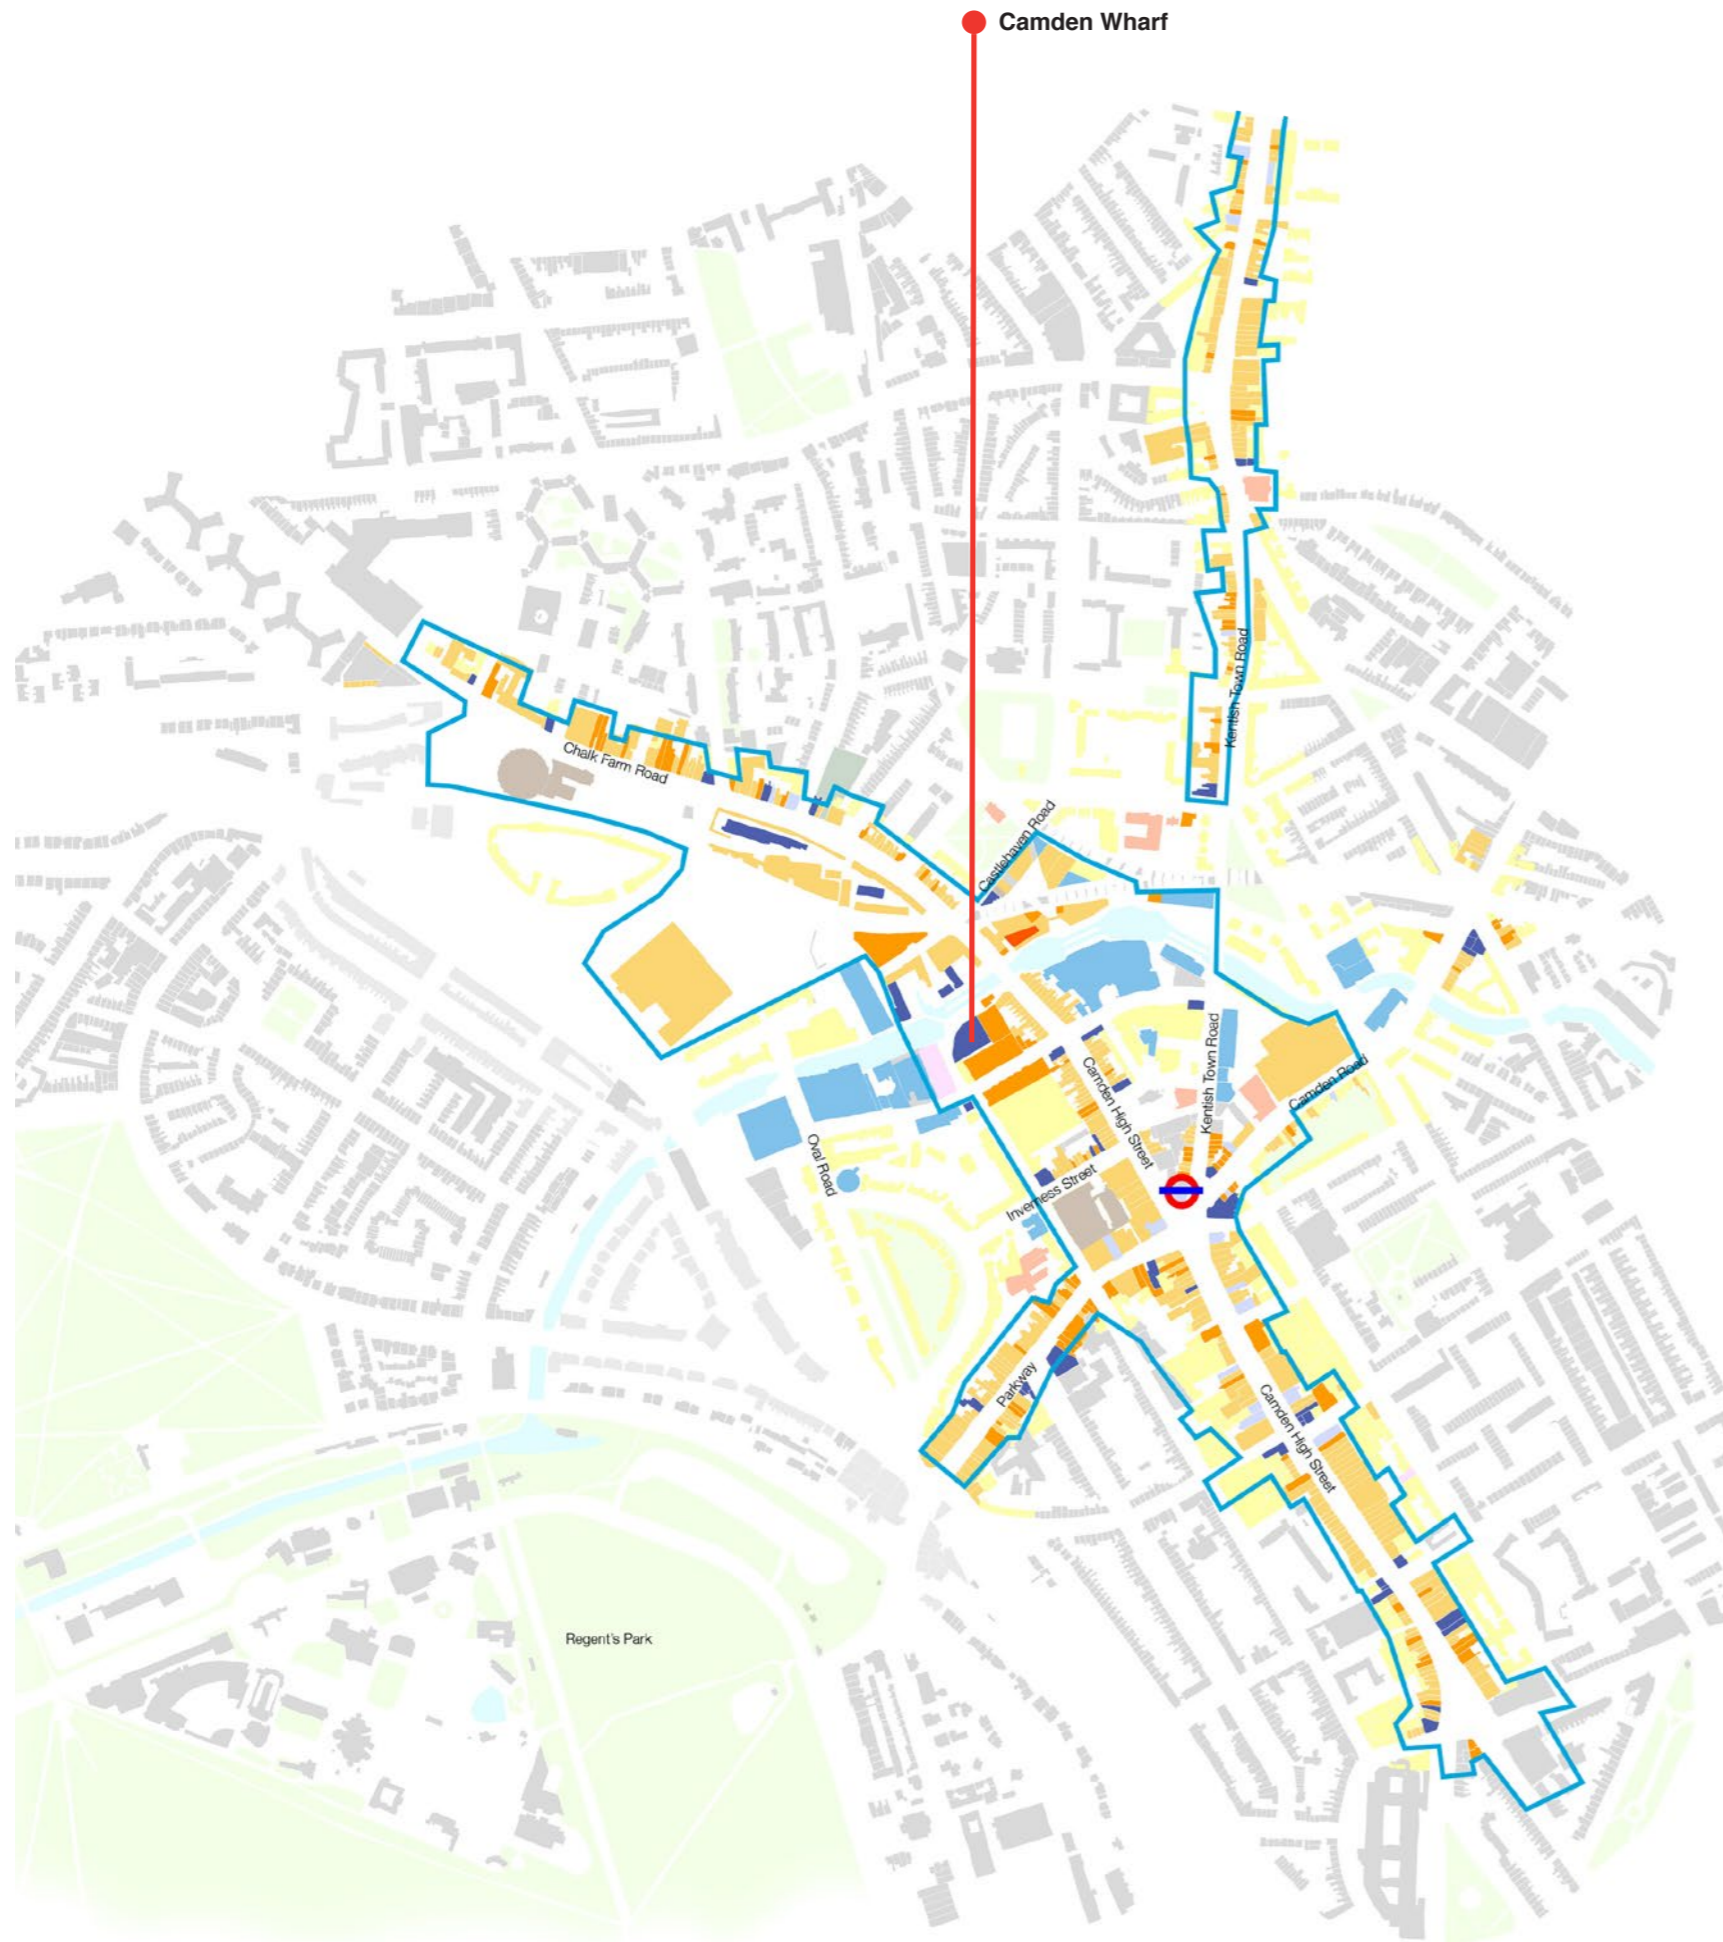 Camden Wharf
Kentish Town Road
Chalk Farm Road
Castlehaven Road
Kentish Town Road
Camden High Street
Camden Road
Oval Road
Inverness Street
Parkway
Camden High Street
Regent's Park